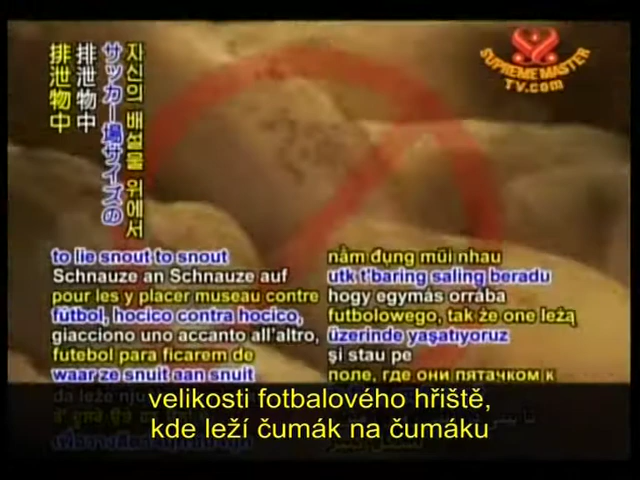 자신의 배설물 위에서
サッカー場サイズの
排泄物中
排泄物中
SUPREME MASTER
TV.com
to lie snout to snout
Schnauze an Schnauze auf
pour les y placer museau contre
fútbol, hocico contra hocico,
giacciono uno accanto all'altro,
futebol para ficarem de
waar ze snuit aan snuit
nằm đụng mũi nhau
utk t'baring saling beradu
hogy egymás orrába
futbolowego, tak że one leżą
üzerinde yaşatıyoruz
şi stau pe
поле, где они пятачком к
velikosti fotbalového hřiště,
kde leží čumák na čumáku